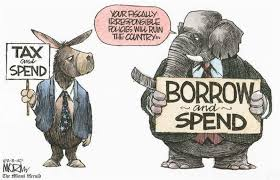 YOUR FISCALLY
IRRESPONSIBLE
POLICIES WILL RUIN
THE COUNTRY...
TAX
and
SPEND
BORROW
and
SPEND
The Miami Herald